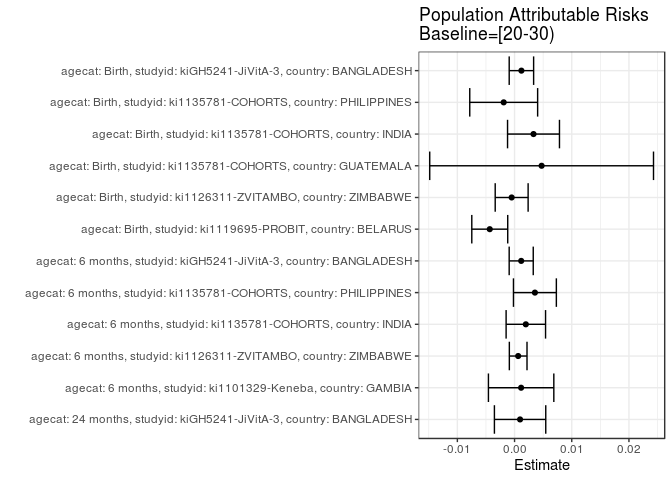 Population Attributable Risks
Baseline=[20-30)
agecat: Birth, studyid: kiGH5241-JiVitA-3, country: BANGLADESH
agecat: Birth, studyid: ki1135781-COHORTS, country: PHILIPPINES
agecat: Birth, studyid: ki1135781-COHORTS, country: INDIA
agecat: Birth, studyid: ki1135781-COHORTS, country: GUATEMALA
agecat: Birth, studyid: ki1126311-ZVITAMBO, country: ZIMBABWE
agecat: Birth, studyid: ki1119695-PROBIT, country: BELARUS
agecat: 6 months, studyid: kiGH5241-JiVitA-3, country: BANGLADESH
agecat: 6 months, studyid: ki1135781-COHORTS, country: PHILIPPINES
agecat: 6 months, studyid: ki1135781-COHORTS, country: INDIA
agecat: 6 months, studyid: ki1126311-ZVITAMBO, country: ZIMBABWE
agecat: 6 months, studyid: ki1101329-Keneba, country: GAMBIA
agecat: 24 months, studyid: kiGH5241-JiVitA-3, country: BANGLADESH
-0.01 0.00 0.01 0.02
Estimate